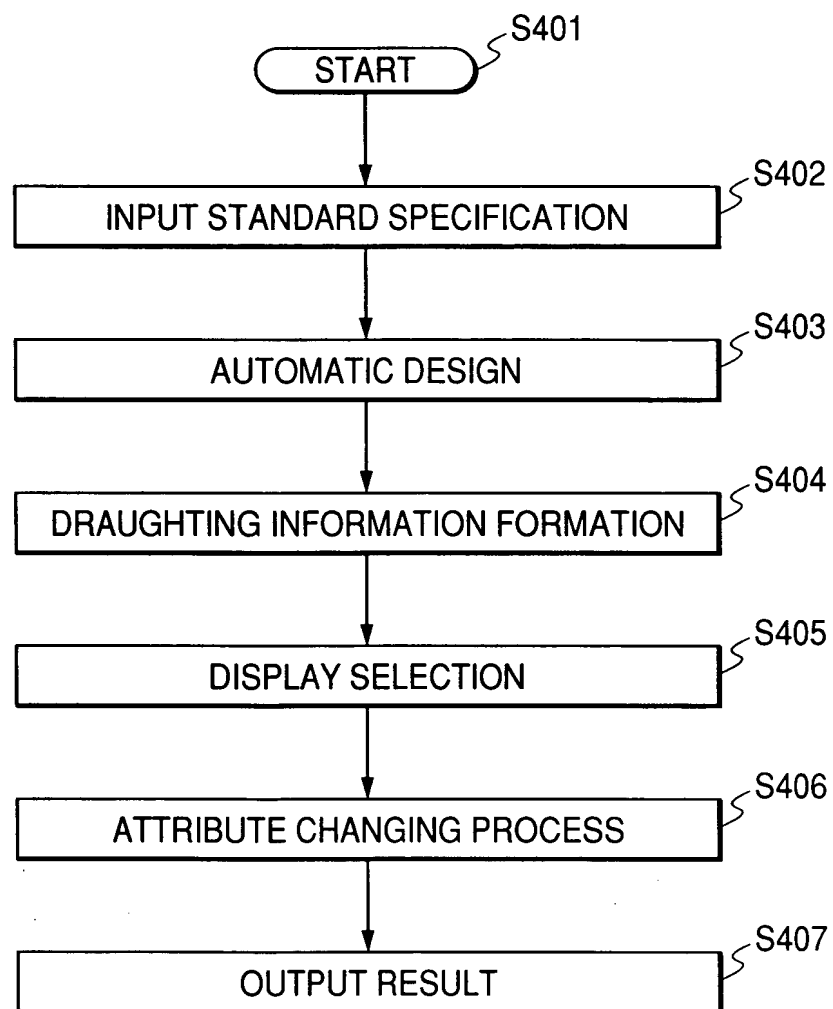 S401
START
S402
INPUT STANDARD SPECIFICATION
S403
AUTOMATIC DESIGN
S404
DRAUGHTING INFORMATION FORMATION
S405
DISPLAY SELECTION
S406
ATTRIBUTE CHANGING PROCESS
S407
OUTPUT RESULT